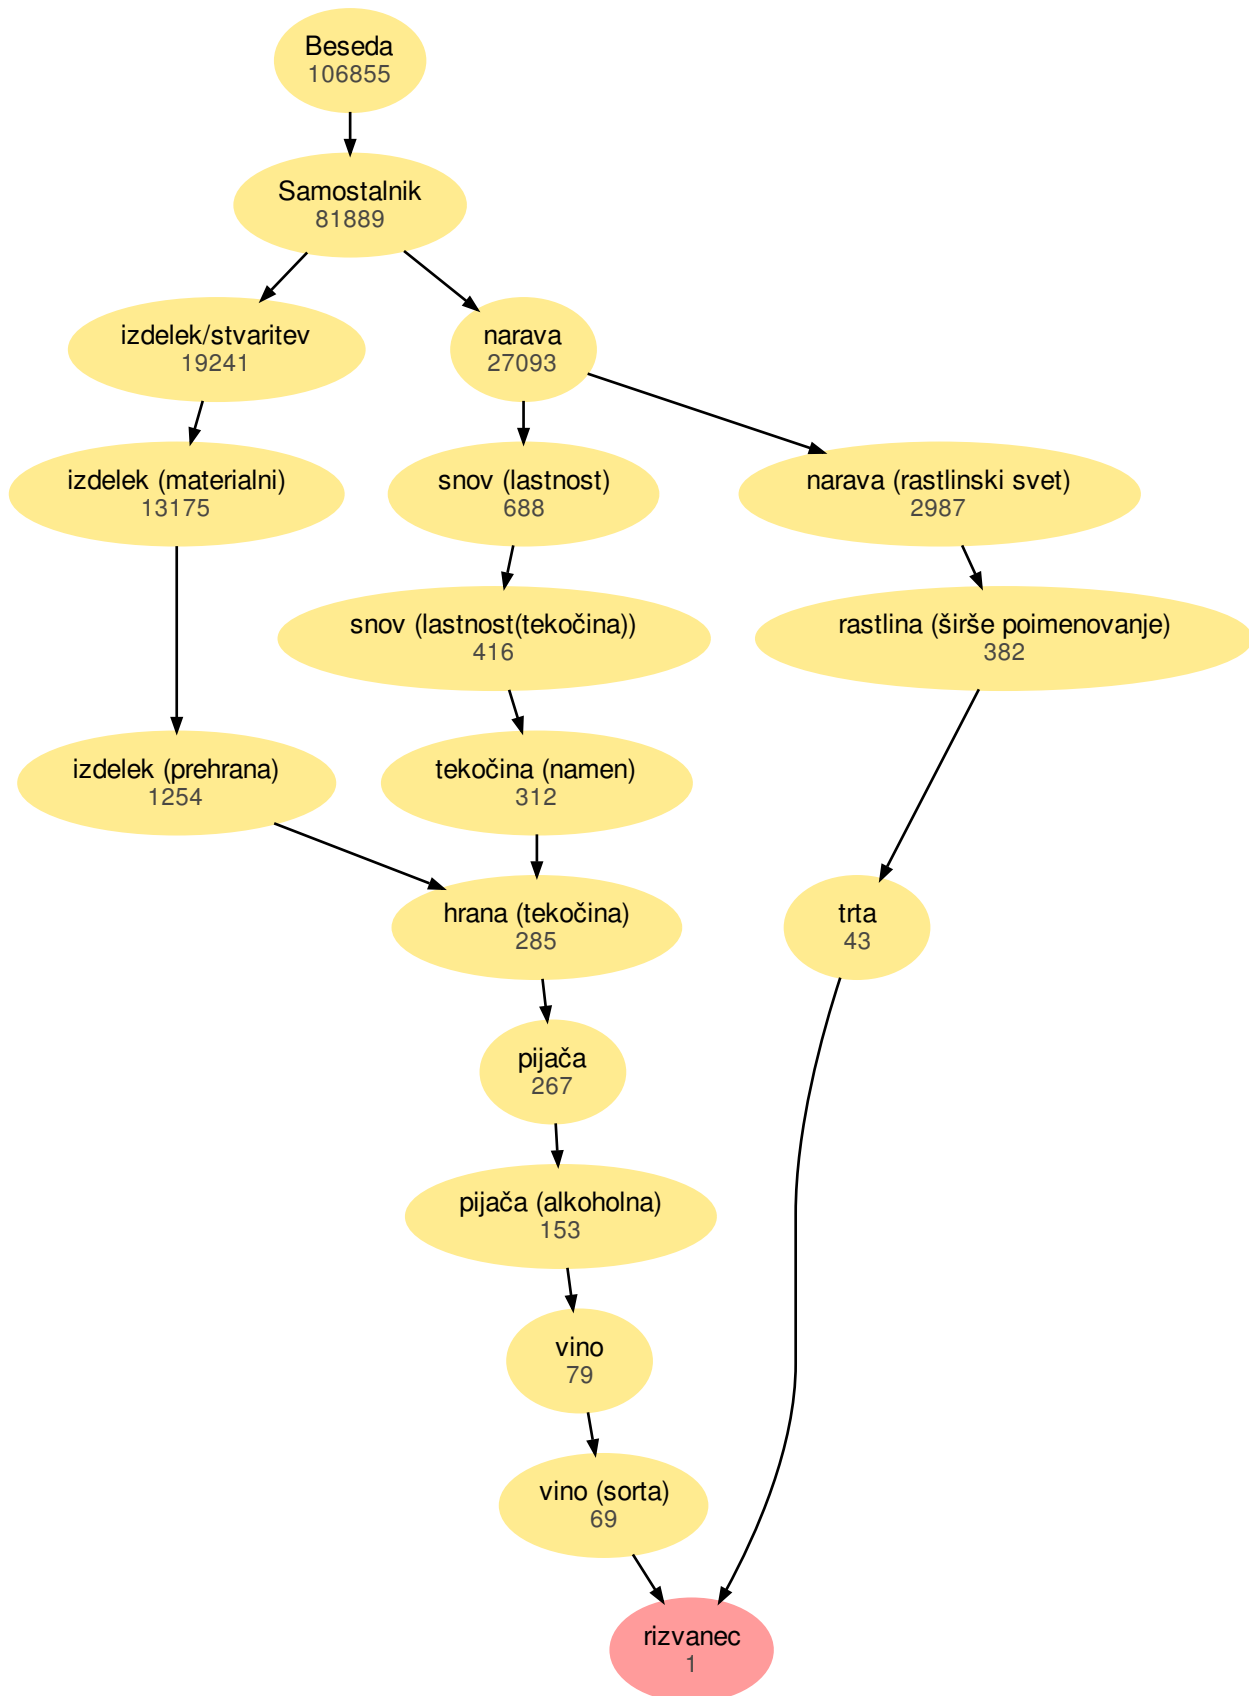 Beseda
106855
Samostalnik
81889
izdelek/stvaritev
19241
narava
27093
izdelek (materialni)
13175
snov (lastnost)
688
narava (rastlinski svet)
2987
snov (lastnost(tekočina))
416
rastlina (širše poimenovanje)
382
izdelek (prehrana)
1254
tekočina (namen)
312
hrana (tekočina)
285
trta
43
pijača
267
pijača (alkoholna)
153
vino
79
vino (sorta)
69
rizvanec
1